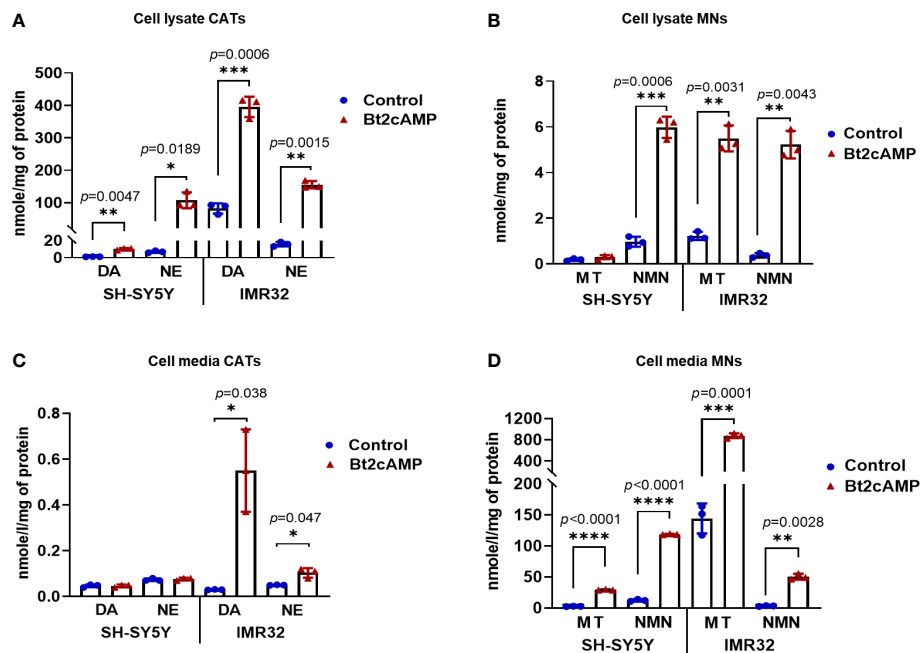 A
Cell lysate CATs
p=0.0006
***
500
400
300
200
100
20
0
nmole/mg of protein
p=0.0047
**
p=0.0189
*
p=0.0015
**
Control
Bt2cAMP
DA NE DA NE
SH-SY5Y IMR32
B
Cell lysate MNs
8
6
4
2
0
nmole/mg of protein
p=0.0006
***
p=0.0031
**
p=0.0043
**
Control
Bt2cAMP
MT NMN MT NMN
SH-SY5Y IMR32
C
Cell media CATs
0.8
0.6
0.4
0.2
0.0
nmole/l/mg of protein
p=0.038
*
p=0.047
*
Control
Bt2cAMP
DA NE DA NE
SH-SY5Y IMR32
D
Cell media MNs
1200
800
400
200
150
100
50
0
nmole/l/mg of protein
p<0.0001
****
p<0.0001
****
p=0.0001
***
p=0.0028
**
Control
Bt2cAMP
MT NMN MT NMN
SH-SY5Y IMR32